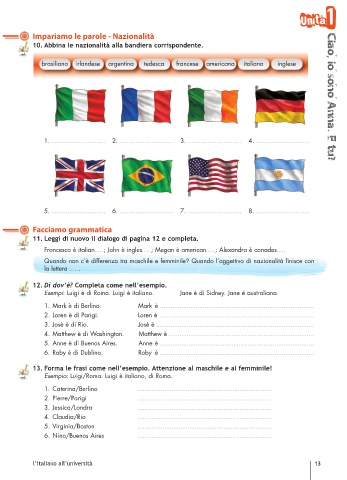 Unità 1
Ciao, io sono Anna. E tu?
Impariamo le parole - Nazionalità
10. Abbina le nazionalità alla bandiera corrispondente.
brasiliana irlandese argentina tedesca francese americana italiana inglese
1. ........................ 2. ........................ 3. ........................ 4. ........................
5. ........................ 6. ........................ 7. ........................ 8. ........................
Facciamo grammatica
11. Leggi di nuovo il dialogo di pagina 12 e completa.
Francesca è italian....; John è ingles....; Megan è american....; Alexandra è canades....
Quando non c'è differenza tra maschile e femminile? Quando l'aggettivo di nazionalità finisce con
la lettera ......
12. Di dov'è? Completa come nell'esempio.
Esempi: Luigi è di Roma. Luigi è italiano. Jane è di Sidney. Jane è australiana.
1. Mark è di Berlino. Mark è ........................
2. Loren è di Parigi. Loren è ........................
3. José è di Rio. José è ........................
4. Matthew è di Washington. Matthew è ........................
5. Anne è di Buenos Aires. Anne è ........................
6. Roby è di Dublino. Roby è ........................
13. Forma le frasi come nell'esempio. Attenzione al maschile e al femminile!
Esempio: Luigi/Roma. Luigi è italiano, di Roma.
1. Caterina/Berlino ........................
2. Pierre/Parigi ........................
3. Jessica/Londra ........................
4. Claudia/Rio ........................
5. Virginia/Boston ........................
6. Nino/Buenos Aires ........................
l'Italiano all'università 13